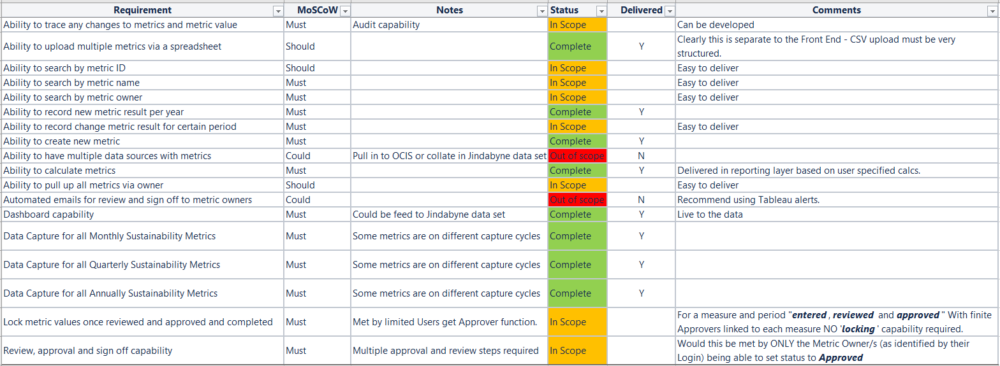 Requirement MoSCoW Notes Status Delivered Comments
Ability to trace any changes to metrics and metric value Must Audit capability In Scope Can be developed
Ability to upload multiple metrics via a spreadsheet Should Complete Y Clearly this is separate to the Front End - CSV upload must be very
structured.
Ability to search by metric ID Should In Scope Easy to deliver
Ability to search by metric name Must In Scope Easy to deliver
Ability to search by metric owner Must In Scope Easy to deliver
Ability to record new metric result per year Must Complete Y
Ability to record change metric result for certain period Must In Scope Easy to deliver
Ability to create new metric Must Complete Y
Ability to have multiple data sources with metrics Could Pull in to OCIS or collate in Jindabyne data set Out of scope N
Ability to calculate metrics Must Complete Y Delivered in reporting layer based on user specified calcs.
Ability to pull up all metrics via owner Should In Scope Easy to deliver
Automated emails for review and sign off to metric owners Could Out of scope N Recommend using Tableau alerts.
Dashboard capability Must Could be feed to Jindabyne data set Complete Y Live to the data
Data Capture for all Monthly Sustainability Metrics Must Some metrics are on different capture cycles Complete Y
Data Capture for all Quarterly Sustainability Metrics Must Some metrics are on different capture cycles Complete Y
Data Capture for all Annually Sustainability Metrics Must Some metrics are on different capture cycles Complete Y
Lock metric values once reviewed and approved and completed Must Met by limited Users get Approver function. In Scope For a measure and period "entered, reviewed and approved" With finite
Approvers linked to each measure NO 'locking' capability required.
Review, approval and sign off capability Must Multiple approval and review steps required In Scope Would this be met by ONLY the Metric Owner/s (as identified by their
Login) being able to set status to Approved